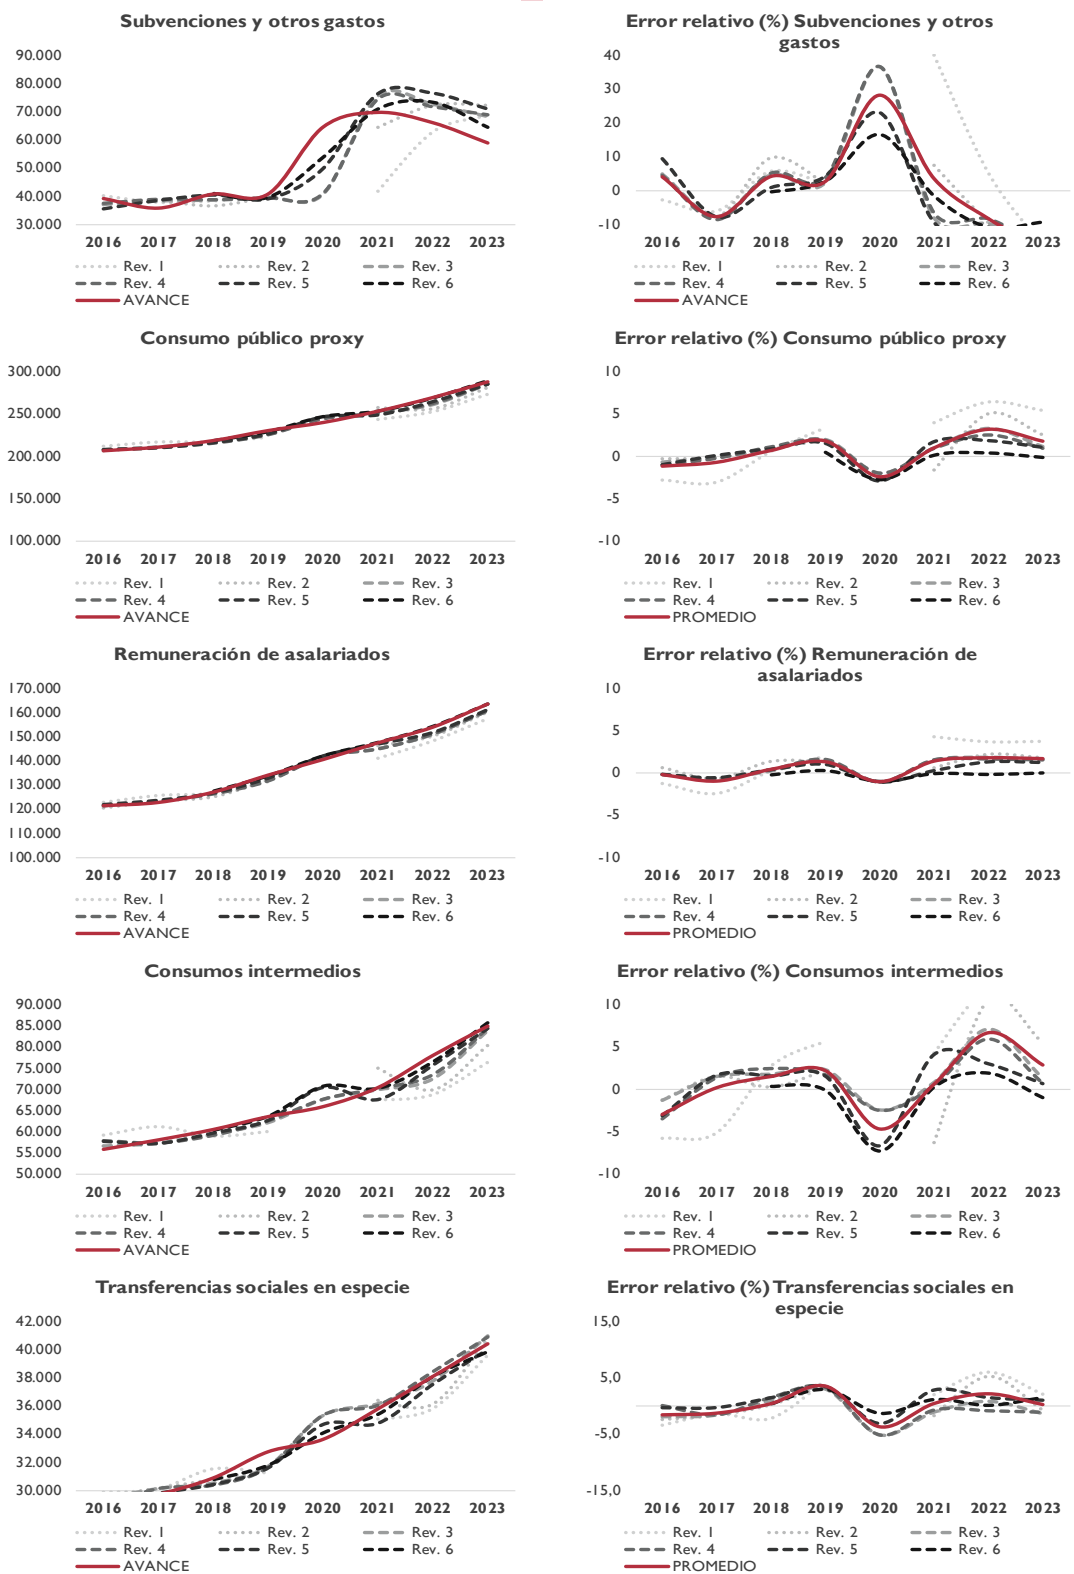 Subvenciones y otros gastos
90.000
80.000
70.000
60.000
50.000
40.000
30.000
2016 2017 2018 2019 2020 2021 2022 2023
Rev. 1 Rev. 2 Rev. 3
Rev. 4 Rev. 5 Rev. 6
AVANCE
Error relativo (%) Subvenciones y otros
gastos
40
30
20
10
0
-10
2016 2017 2018 2019 2020 2021 2022 2023
Rev. 1 Rev. 2 Rev. 3
Rev. 4 Rev. 5 Rev. 6
AVANCE
Consumo público proxy
300.000
250.000
200.000
150.000
100.000
2016 2017 2018 2019 2020 2021 2022 2023
Rev. 1 Rev. 2 Rev. 3
Rev. 4 Rev. 5 Rev. 6
AVANCE
Error relativo (%) Consumo público proxy
10
5
0
-5
-10
2016 2017 2018 2019 2020 2021 2022 2023
Rev. 1 Rev. 2 Rev. 3
Rev. 4 Rev. 5 Rev. 6
PROMEDIO
Remuneración de asalariados
170.000
160.000
150.000
140.000
130.000
120.000
110.000
100.000
2016 2017 2018 2019 2020 2021 2022 2023
Rev. 1 Rev. 2 Rev. 3
Rev. 4 Rev. 5 Rev. 6
AVANCE
Error relativo (%) Remuneración de
asalariados
10
5
0
-5
-10
2016 2017 2018 2019 2020 2021 2022 2023
Rev. 1 Rev. 2 Rev. 3
Rev. 4 Rev. 5 Rev. 6
PROMEDIO
Consumos intermedios
90.000
85.000
80.000
75.000
70.000
65.000
60.000
55.000
50.000
2016 2017 2018 2019 2020 2021 2022 2023
Rev. 1 Rev. 2 Rev. 3
Rev. 4 Rev. 5 Rev. 6
AVANCE
Error relativo (%) Consumos intermedios
10
5
0
-5
-10
2016 2017 2018 2019 2020 2021 2022 2023
Rev. 1 Rev. 2 Rev. 3
Rev. 4 Rev. 5 Rev. 6
PROMEDIO
Transferencias sociales en especie
42.000
40.000
38.000
36.000
34.000
32.000
30.000
2016 2017 2018 2019 2020 2021 2022 2023
Rev. 1 Rev. 2 Rev. 3
Rev. 4 Rev. 5 Rev. 6
AVANCE
Error relativo (%) Transferencias sociales en
especie
15,0
5,0
-5,0
-15,0
2016 2017 2018 2019 2020 2021 2022 2023
Rev. 1 Rev. 2 Rev. 3
Rev. 4 Rev. 5 Rev. 6
PROMEDIO